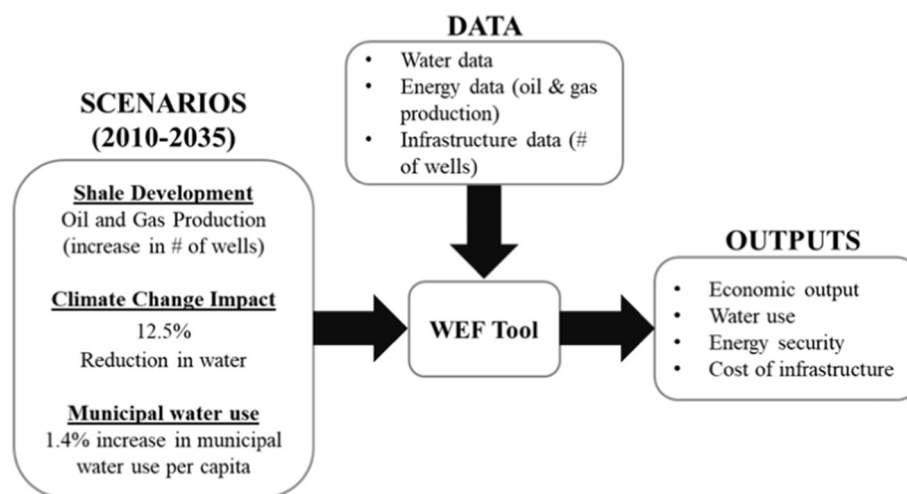 SCENARIOS
(2010-2035)
Shale Development
Oil and Gas Production
(increase in # of wells)
Climate Change Impact
12.5%
Reduction in water
Municipal water use
1.4% increase in municipal
water use per capita
DATA
• Water data
• Energy data (oil & gas
production)
• Infrastructure data (#
of wells)
WEF Tool
OUTPUTS
• Economic output
• Water use
• Energy security
• Cost of infrastructure